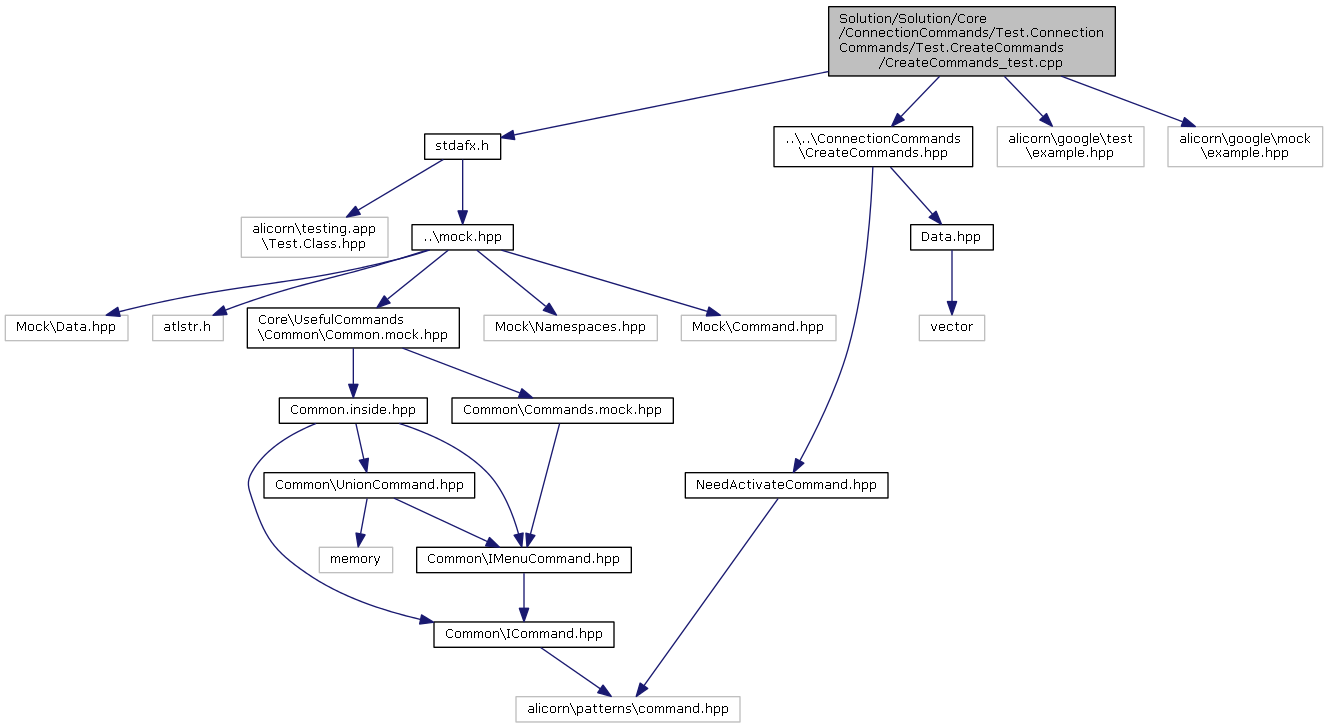 Solution/Solution/Core
/ConnectionCommands/Test.Connection
Commands/Test.CreateCommands
/CreateCommands_test.cpp
stdafx.h
..\..\ConnectionCommands
\CreateCommands.hpp
alicorn\google\test
\example.hpp
alicorn\google\mock
\example.hpp
alicorn\testing.app
\Test.Class.hpp
..\mock.hpp
Data.hpp
Mock\Data.hpp
atlstr.h
Core\UsefulCommands
\Common\Common.mock.hpp
Mock\Namespaces.hpp
Mock\Command.hpp
vector
Common.inside.hpp
Common\Commands.mock.hpp
Common\UnionCommand.hpp
NeedActivateCommand.hpp
memory
Common\IMenuCommand.hpp
Common\ICommand.hpp
alicorn\patterns\command.hpp